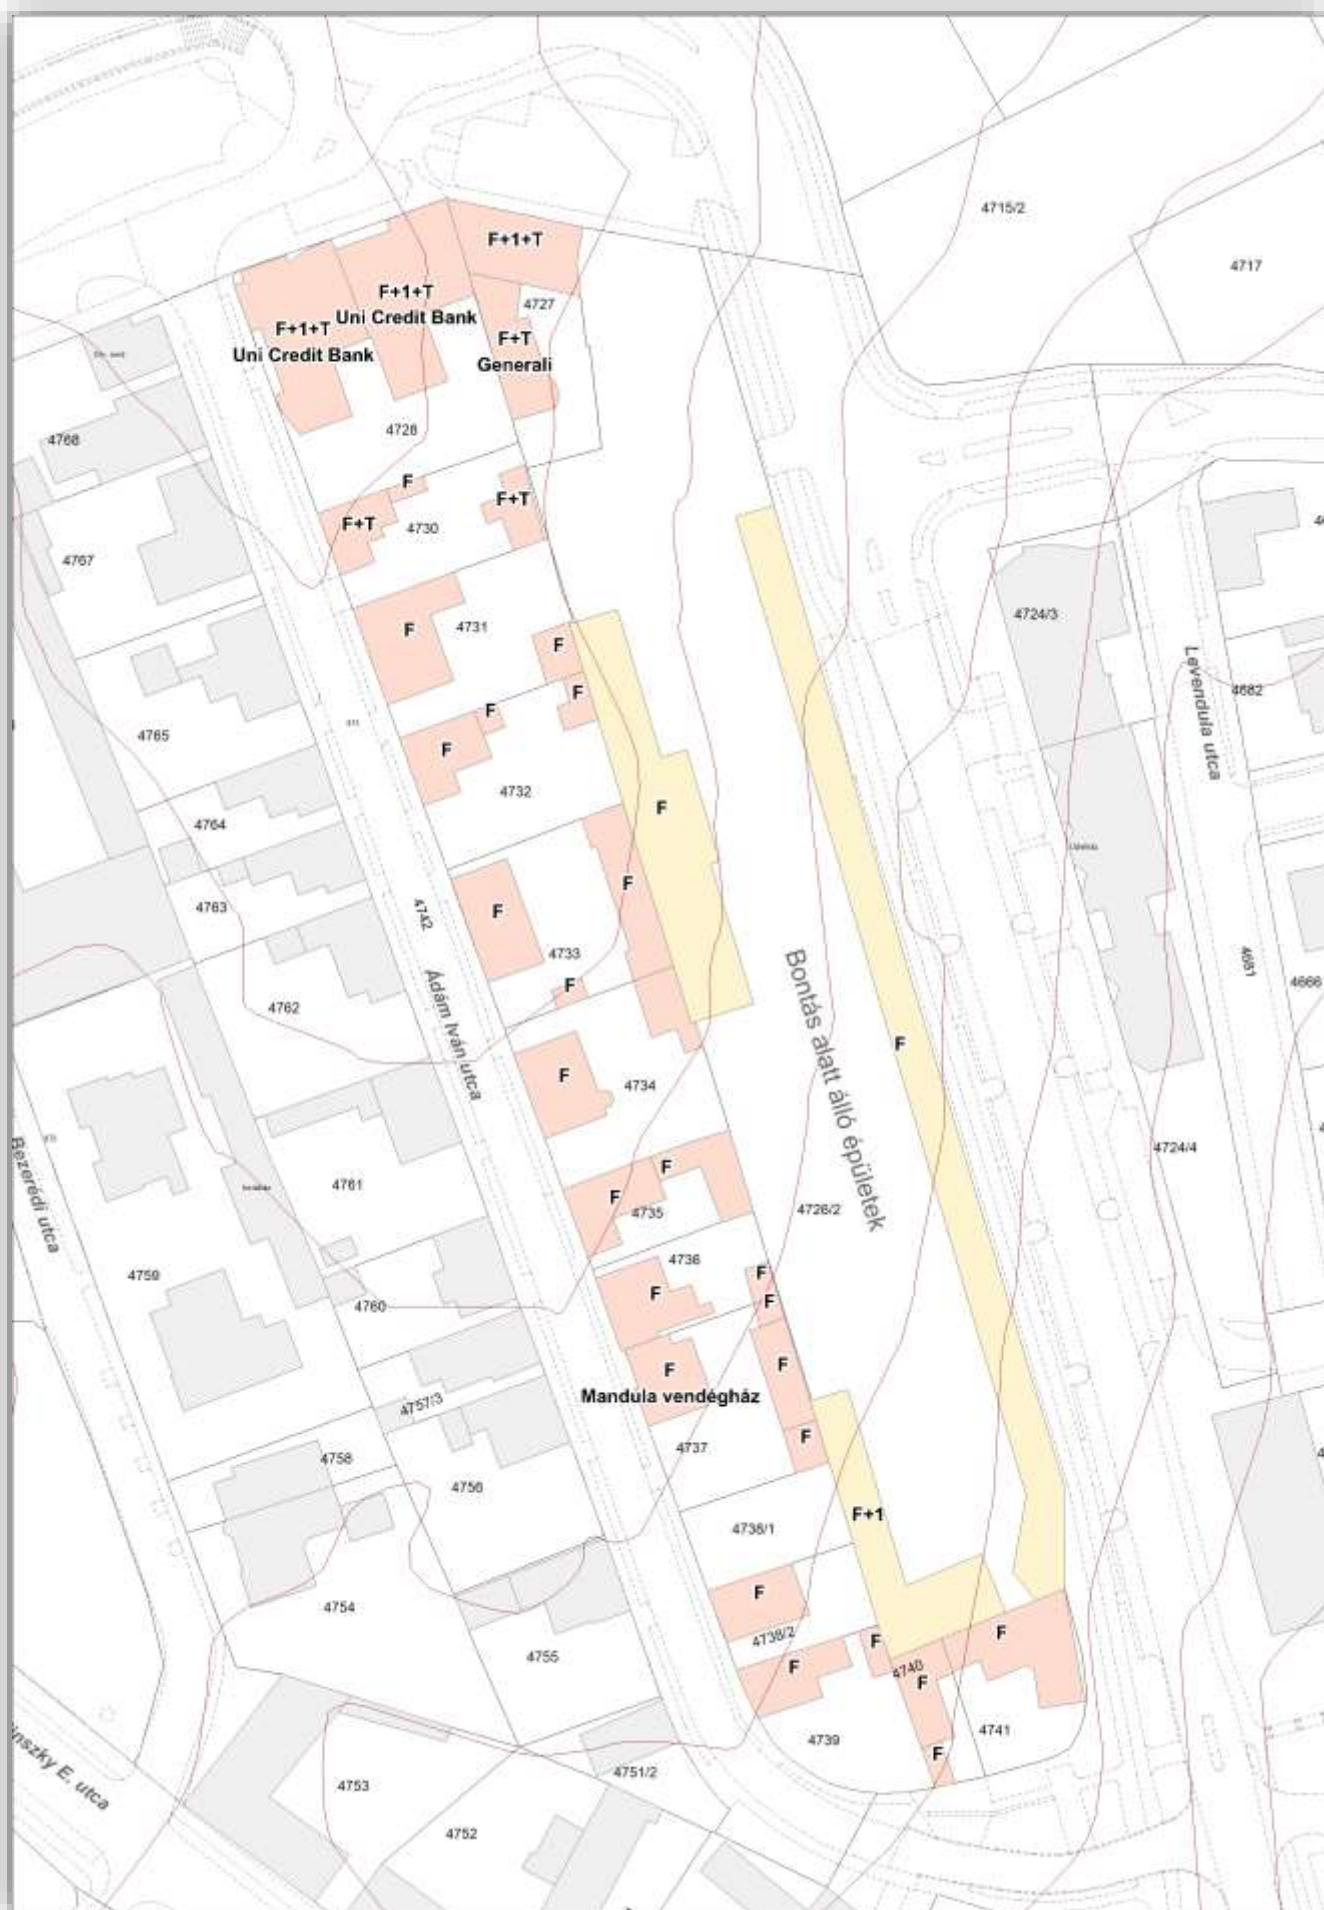 4715/2
4717
F+1+T
F+1+T
Uni Credit Bank
4727
F+1+T
Uni Credit Bank
F+T
Generali
4728
4768
F
F+T
F+T
4730
4767
4724/3
F
4731
F
Levendula utca
4682
F
F
F
4765
4732
F
4764
F
4763
F
4742
4733
F
4762
Ádám Iván utca
Bontás alatt álló épületek
F
4681
4666
F
4734
4724/4
Bezerédi utca
4761
F
F
4735
4726/2
4759
4736
F
F
F
4760
F
F
Mandula vendégház
4757/3
F
4737
4758
4756
F+1
4738/1
F
4754
4738/2
F
F
F
4740
F
4755
4739
4741
F
inszky E. utca
4751/2
4753
4752